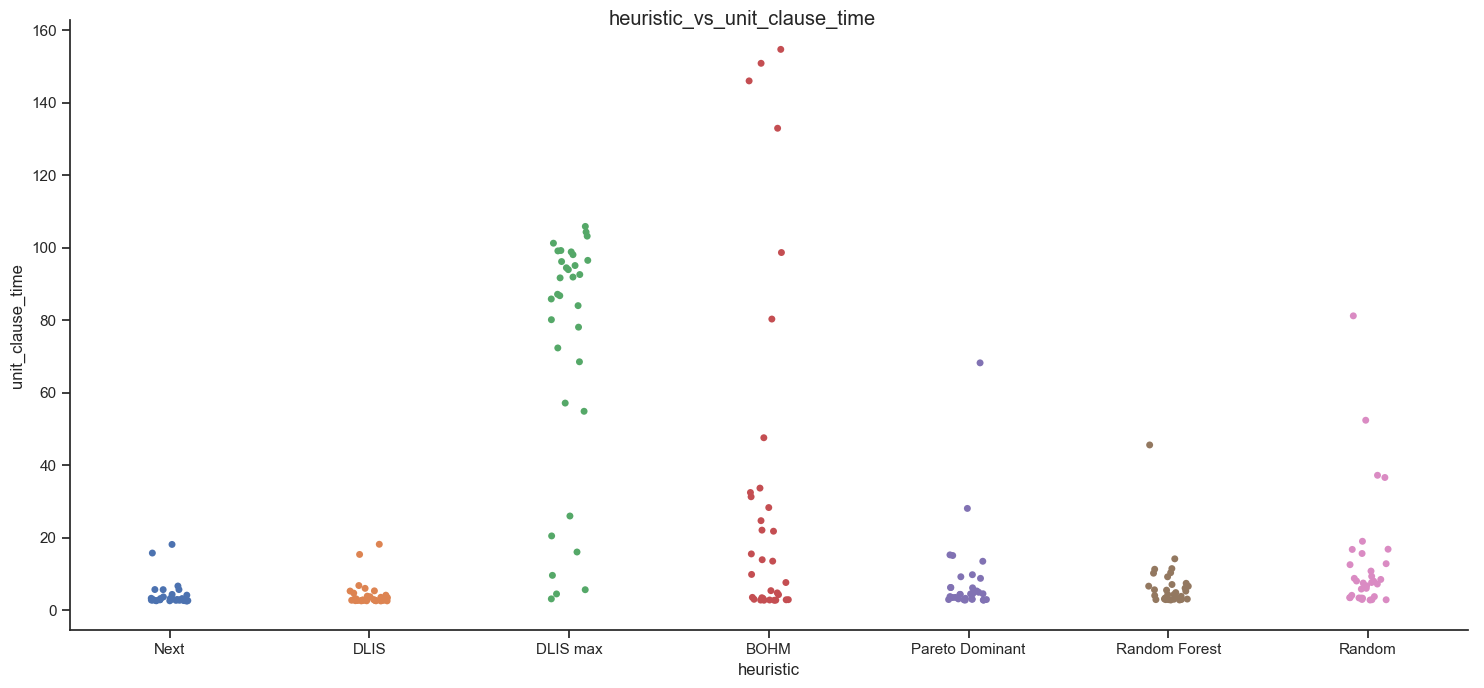 heuristic_vs_unit_clause_time
160
140
120
100
80
60
40
20
0
unit_clause_time
Next DLIS DLIS max BOHM Pareto Dominant Random Forest Random
heuristic